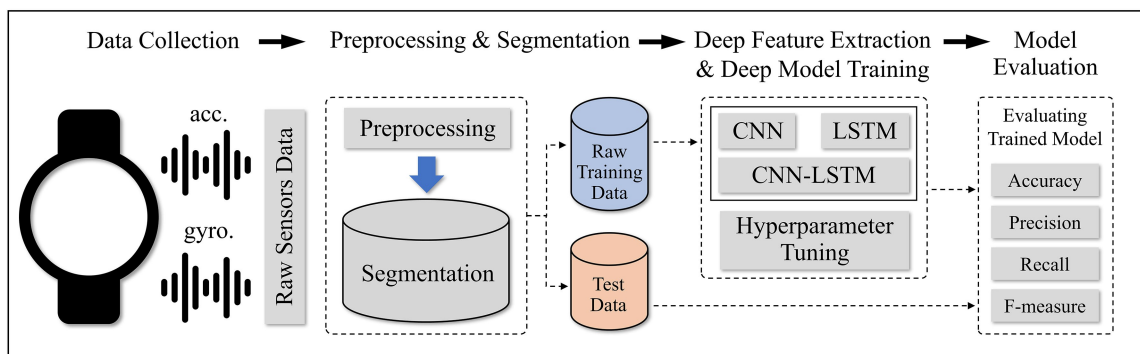 Data Collection
Preprocessing & Segmentation
Deep Feature Extraction
& Deep Model Training
Model
Evaluation
acc.
gyro.
Raw Sensors Data
Preprocessing
Segmentation
Raw
Training
Data
Test
Data
CNN
LSTM
CNN-LSTM
Hyperparameter
Tuning
Evaluating
Trained Model
Accuracy
Precision
Recall
F-measure